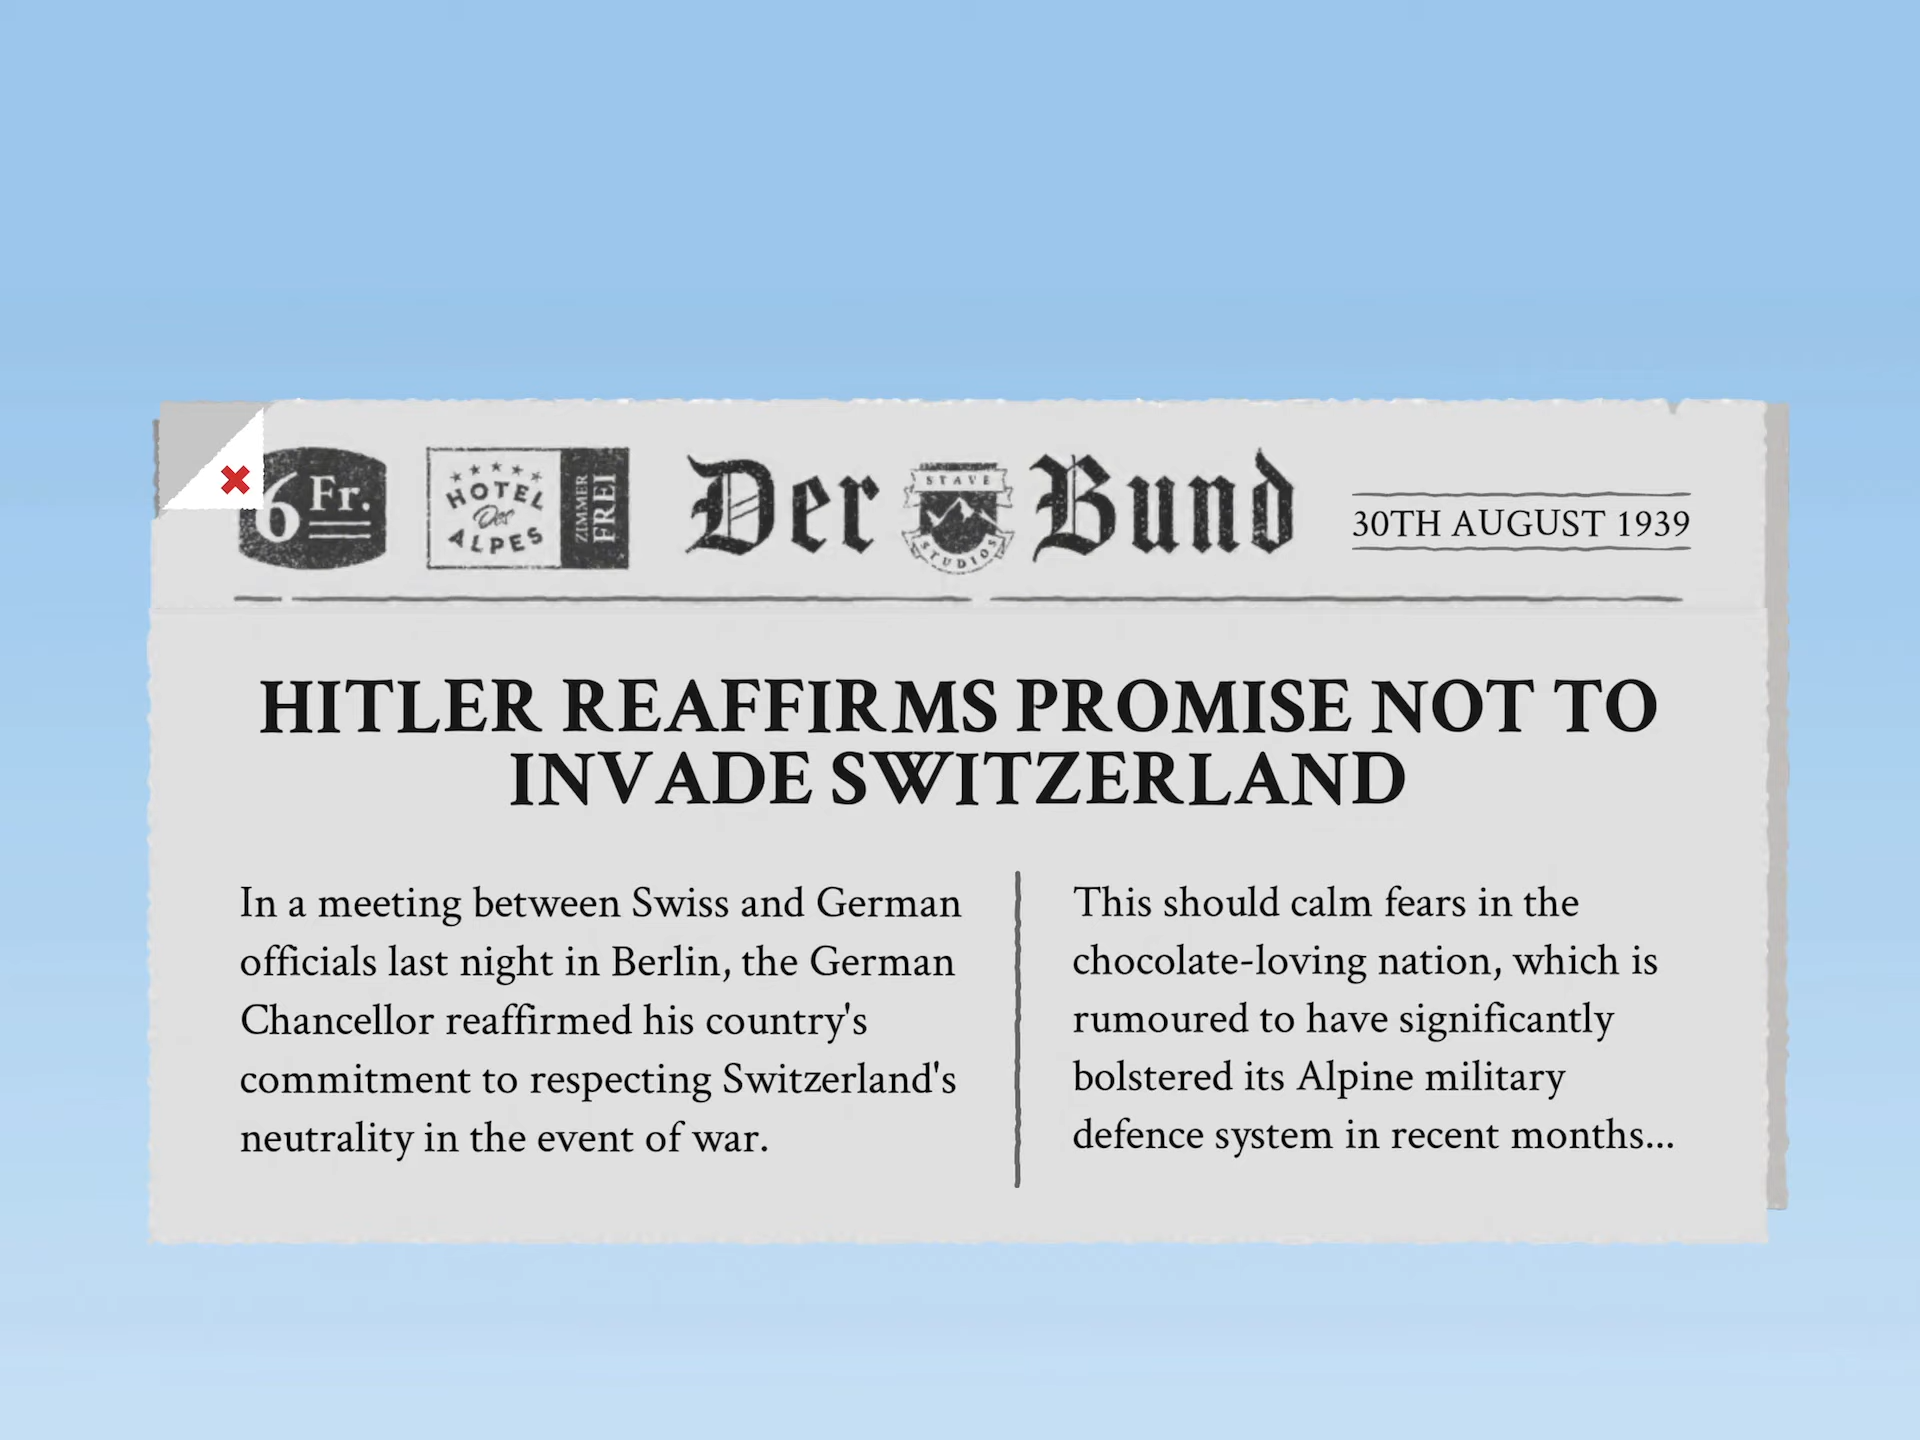 6 Fr.
HOTEL
Des
ALPES
ZIMMER
FREI
Der Bund
STAVE
STUDIOS
30TH AUGUST 1939
HITLER REAFFIRMS PROMISE NOT TO
INVADE SWITZERLAND
In a meeting between Swiss and German
officials last night in Berlin, the German
Chancellor reaffirmed his country's
commitment to respecting Switzerland's
neutrality in the event of war.
This should calm fears in the
chocolate-loving nation, which is
rumoured to have significantly
bolstered its Alpine military
defence system in recent months...